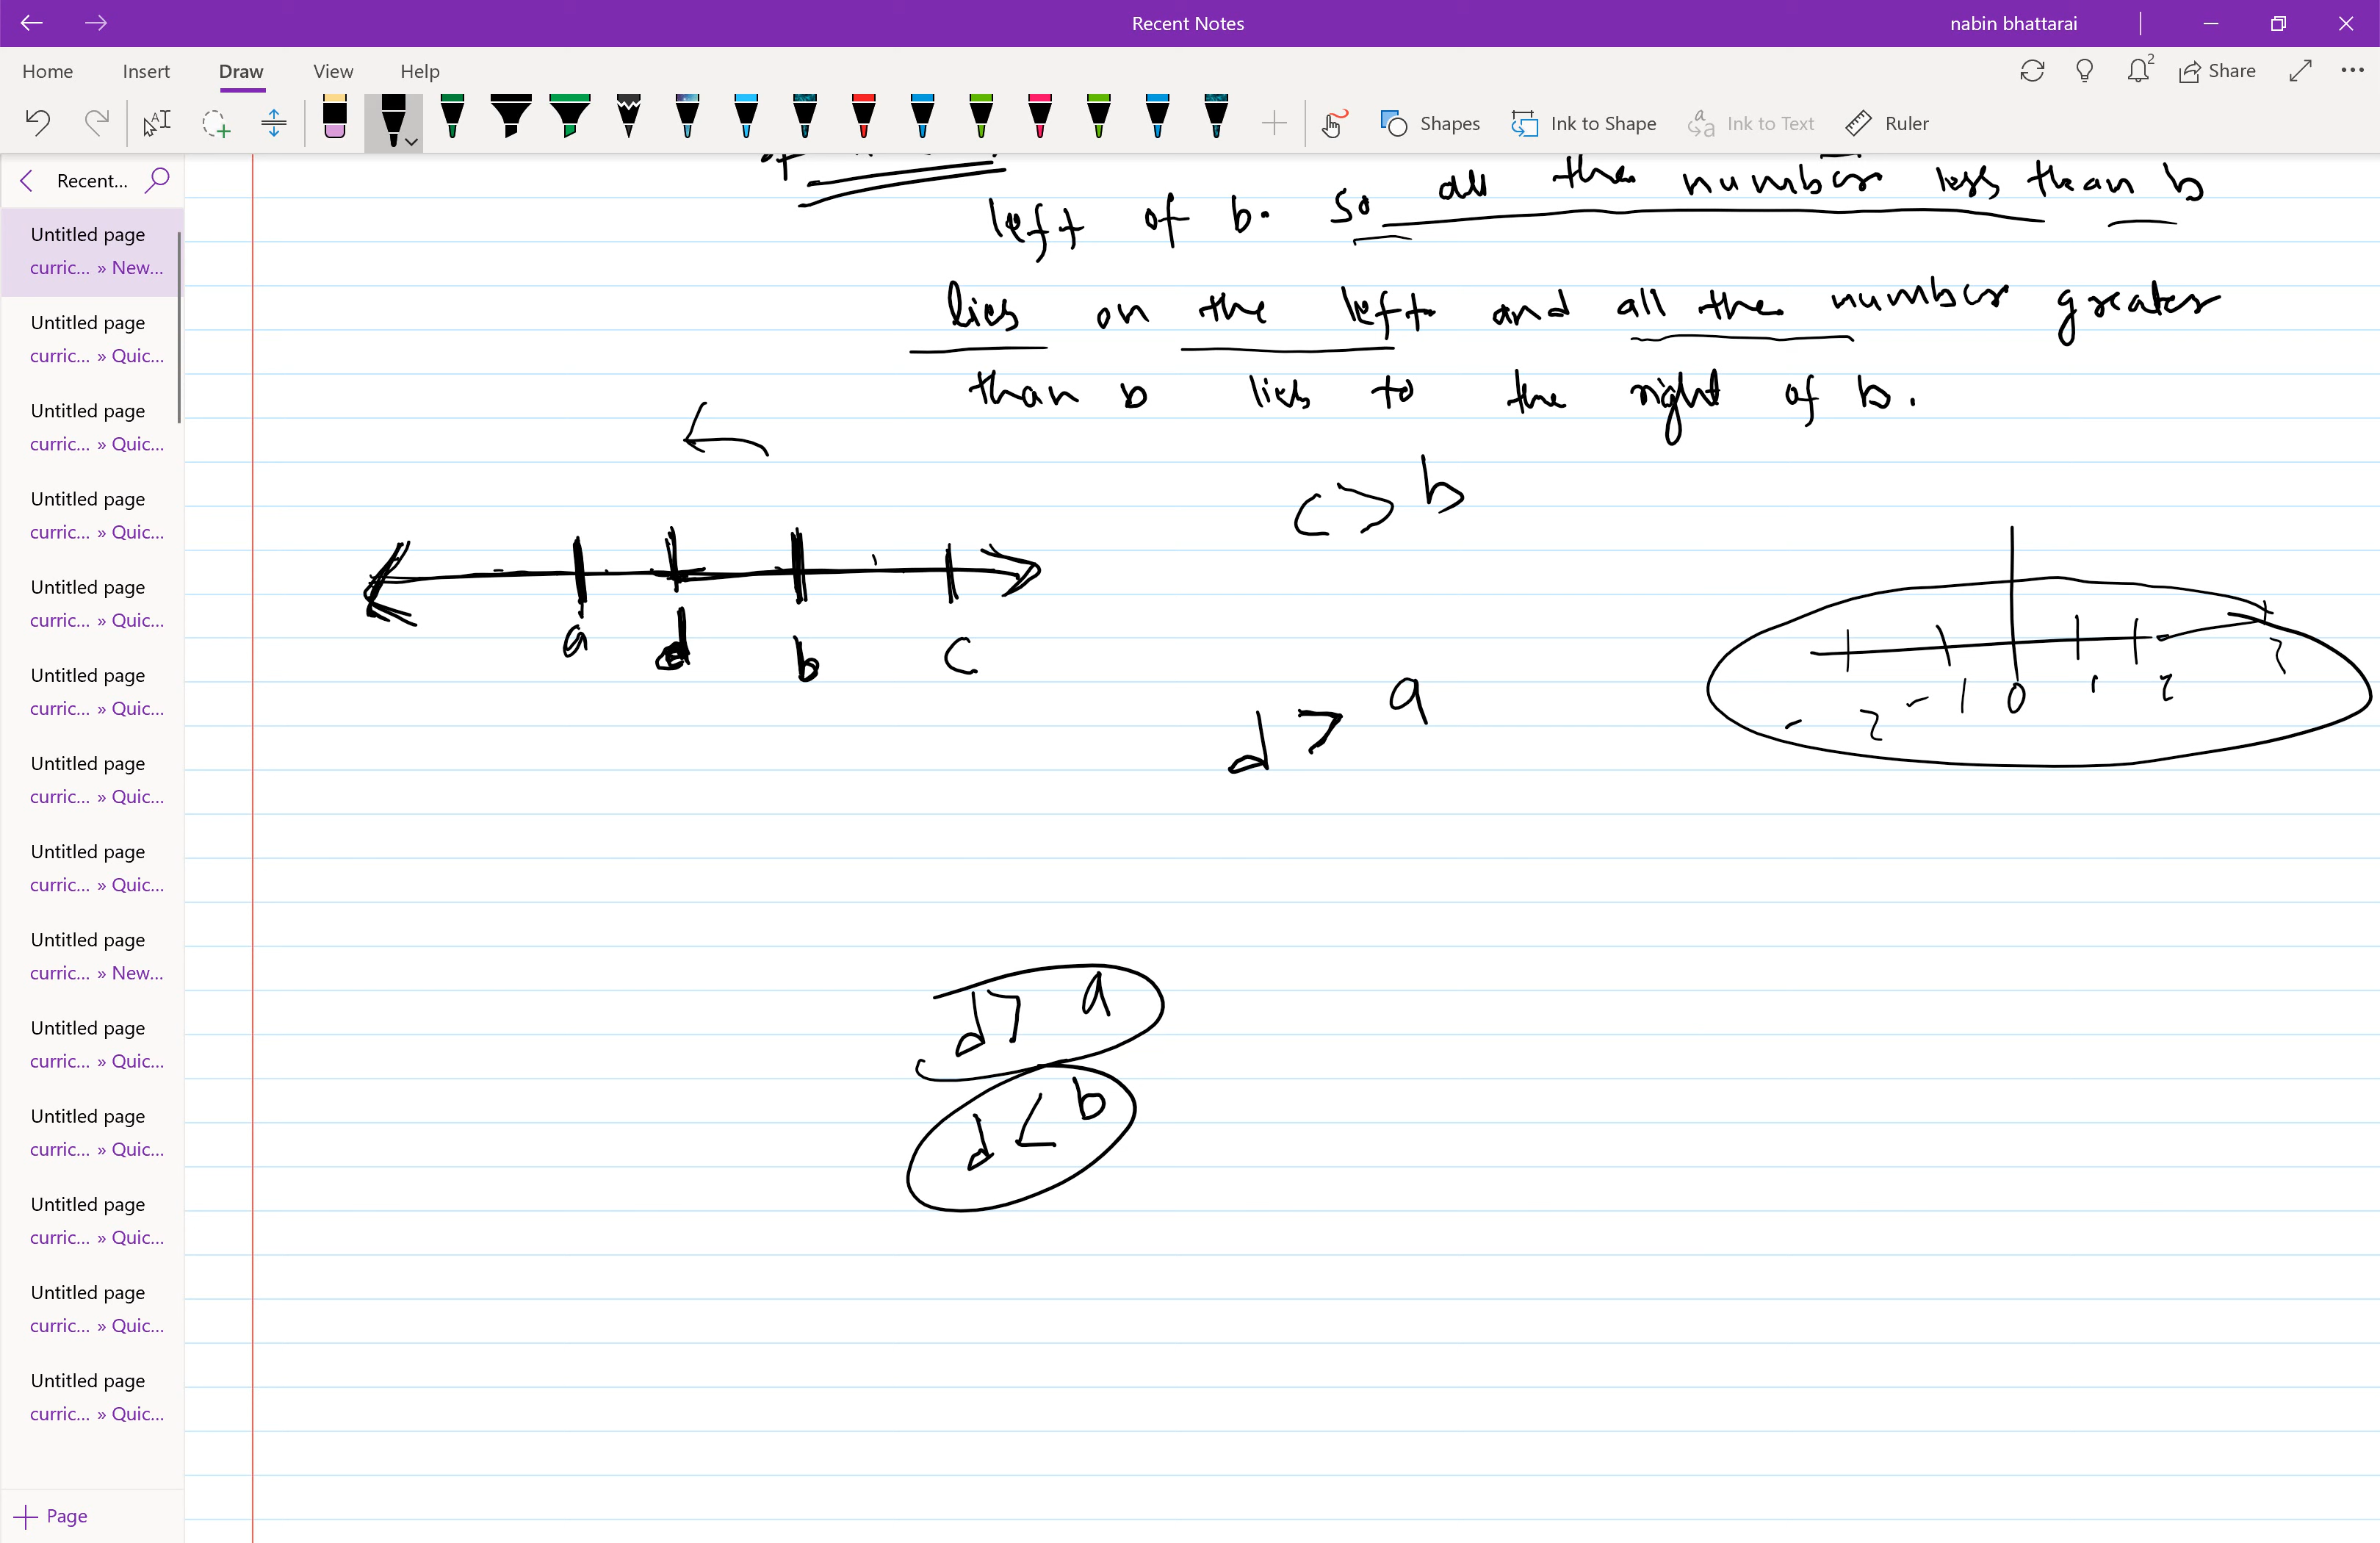 Recent Notes
nabin bhattarai
Home Insert Draw View Help
2 Share
Shapes Ink to Shape Ink to Text Ruler
Recent...
Untitled page
curric... » New...
Untitled page
curric... » Quic...
Untitled page
curric... » Quic...
Untitled page
curric... » Quic...
Untitled page
curric... » Quic...
Untitled page
curric... » Quic...
Untitled page
curric... » Quic...
Untitled page
curric... » Quic...
Untitled page
curric... » New...
Untitled page
curric... » Quic...
Untitled page
curric... » Quic...
Untitled page
curric... » Quic...
Untitled page
curric... » Quic...
Untitled page
curric... » Quic...
Page
left of b. So all the number less than b
lies on the left and all the number greater
than b lies to the right of b.
c > b
a d b c
-2 -1 0 1 2
d > a
d > a
d < b